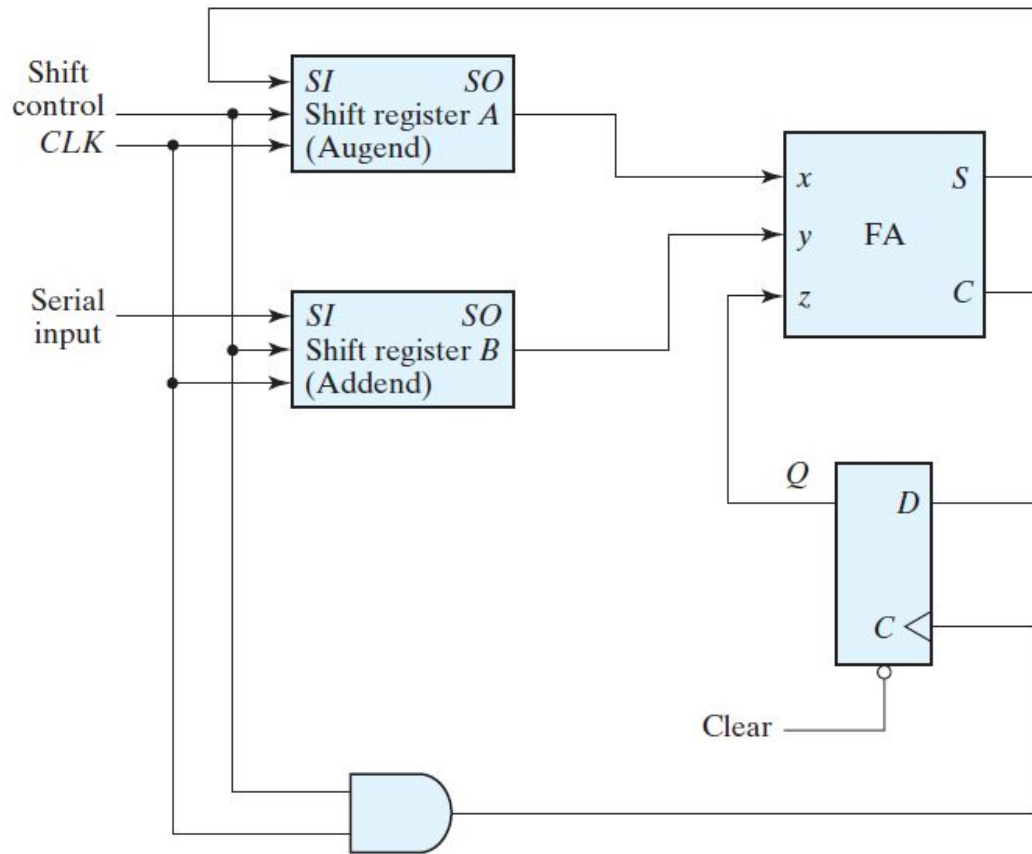 Shift
control
CLK
SI SO
Shift register A
(Augend)
x S
y FA
z C
Serial
input
SI SO
Shift register B
(Addend)
Q
D
C
Clear